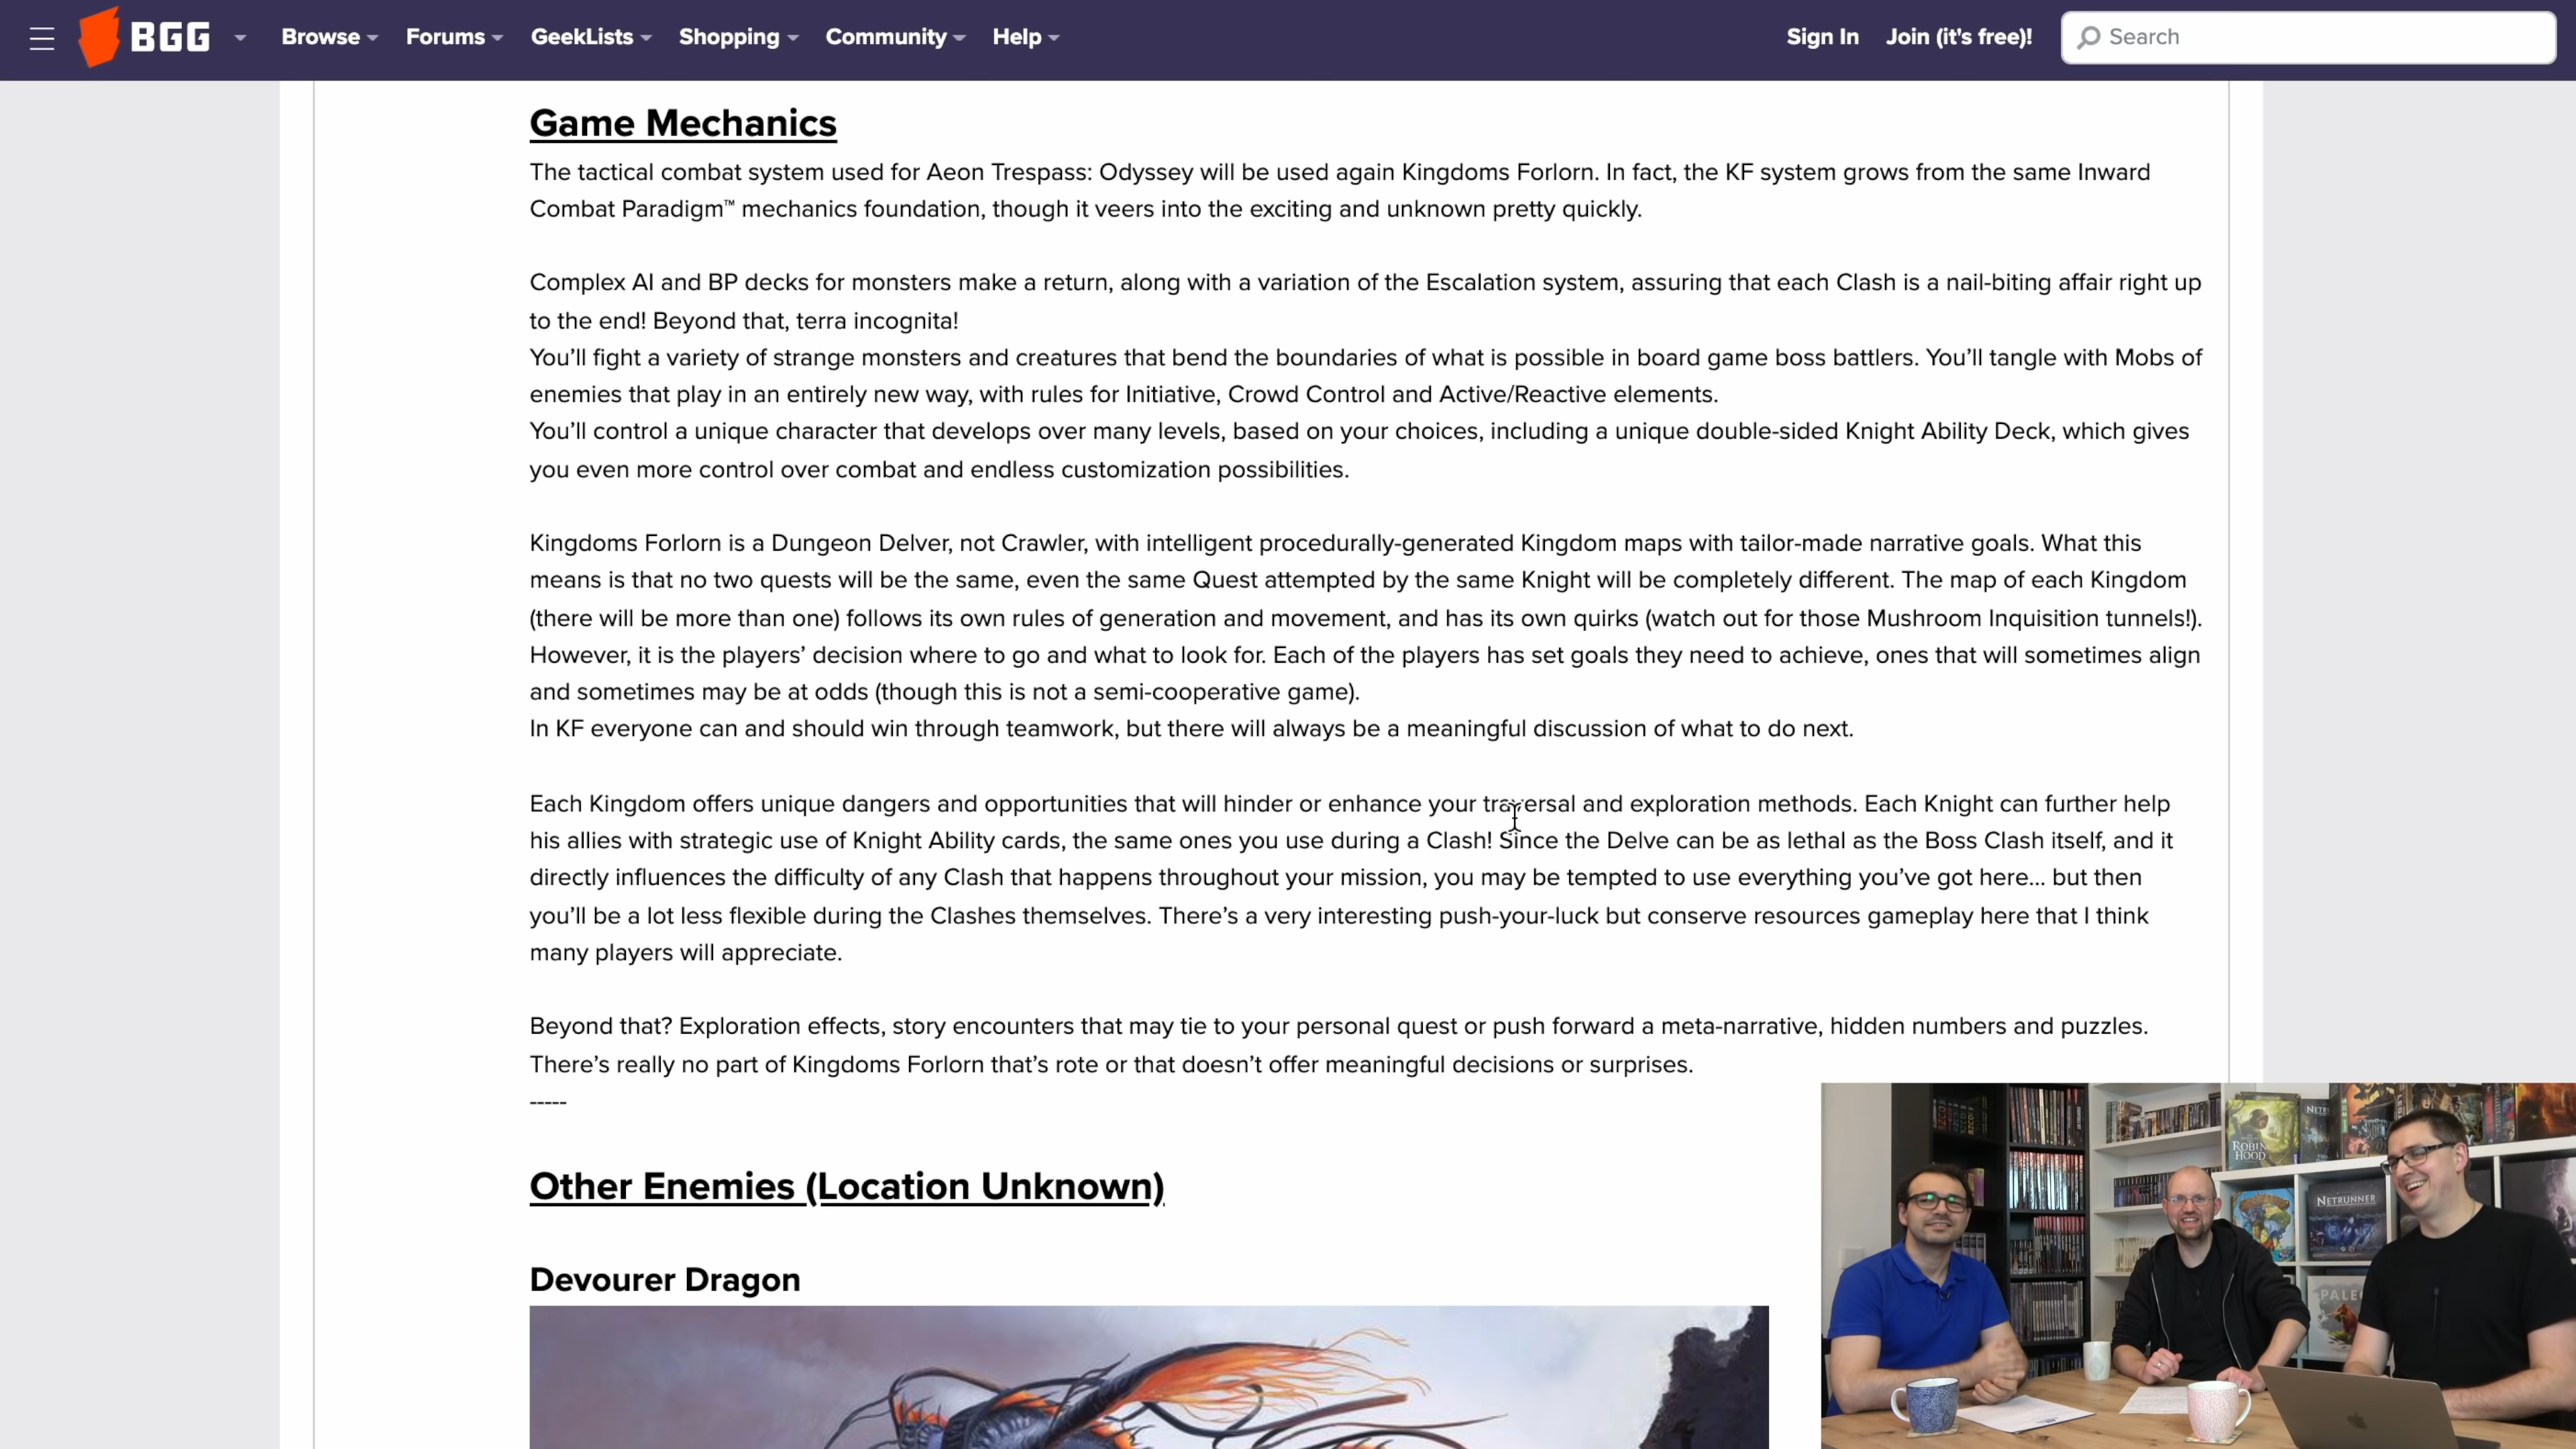 BGG
Browse
Forums
GeekLists
Shopping
Community
Help
Sign In
Join (it's free)!
Search
Game Mechanics
The tactical combat system used for Aeon Trespass: Odyssey will be used again Kingdoms Forlorn. In fact, the KF system grows from the same Inward
Combat Paradigm™ mechanics foundation, though it veers into the exciting and unknown pretty quickly.
Complex AI and BP decks for monsters make a return, along with a variation of the Escalation system, assuring that each Clash is a nail-biting affair right up
to the end! Beyond that, terra incognita!
You’ll fight a variety of strange monsters and creatures that bend the boundaries of what is possible in board game boss battlers. You’ll tangle with Mobs of
enemies that play in an entirely new way, with rules for Initiative, Crowd Control and Active/Reactive elements.
You’ll control a unique character that develops over many levels, based on your choices, including a unique double-sided Knight Ability Deck, which gives
you even more control over combat and endless customization possibilities.
Kingdoms Forlorn is a Dungeon Delver, not Crawler, with intelligent procedurally-generated Kingdom maps with tailor-made narrative goals. What this
means is that no two quests will be the same, even the same Quest attempted by the same Knight will be completely different. The map of each Kingdom
(there will be more than one) follows its own rules of generation and movement, and has its own quirks (watch out for those Mushroom Inquisition tunnels!).
However, it is the players’ decision where to go and what to look for. Each of the players has set goals they need to achieve, ones that will sometimes align
and sometimes may be at odds (though this is not a semi-cooperative game).
In KF everyone can and should win through teamwork, but there will always be a meaningful discussion of what to do next.
Each Kingdom offers unique dangers and opportunities that will hinder or enhance your traversal and exploration methods. Each Knight can further help
his allies with strategic use of Knight Ability cards, the same ones you use during a Clash! Since the Delve can be as lethal as the Boss Clash itself, and it
directly influences the difficulty of any Clash that happens throughout your mission, you may be tempted to use everything you’ve got here... but then
you’ll be a lot less flexible during the Clashes themselves. There’s a very interesting push-your-luck but conserve resources gameplay here that I think
many players will appreciate.
Beyond that? Exploration effects, story encounters that may tie to your personal quest or push forward a meta-narrative, hidden numbers and puzzles.
There’s really no part of Kingdoms Forlorn that’s rote or that doesn’t offer meaningful decisions or surprises.
-----
Other Enemies (Location Unknown)
Devourer Dragon
ROBIN
HOOD
NETRUNNER